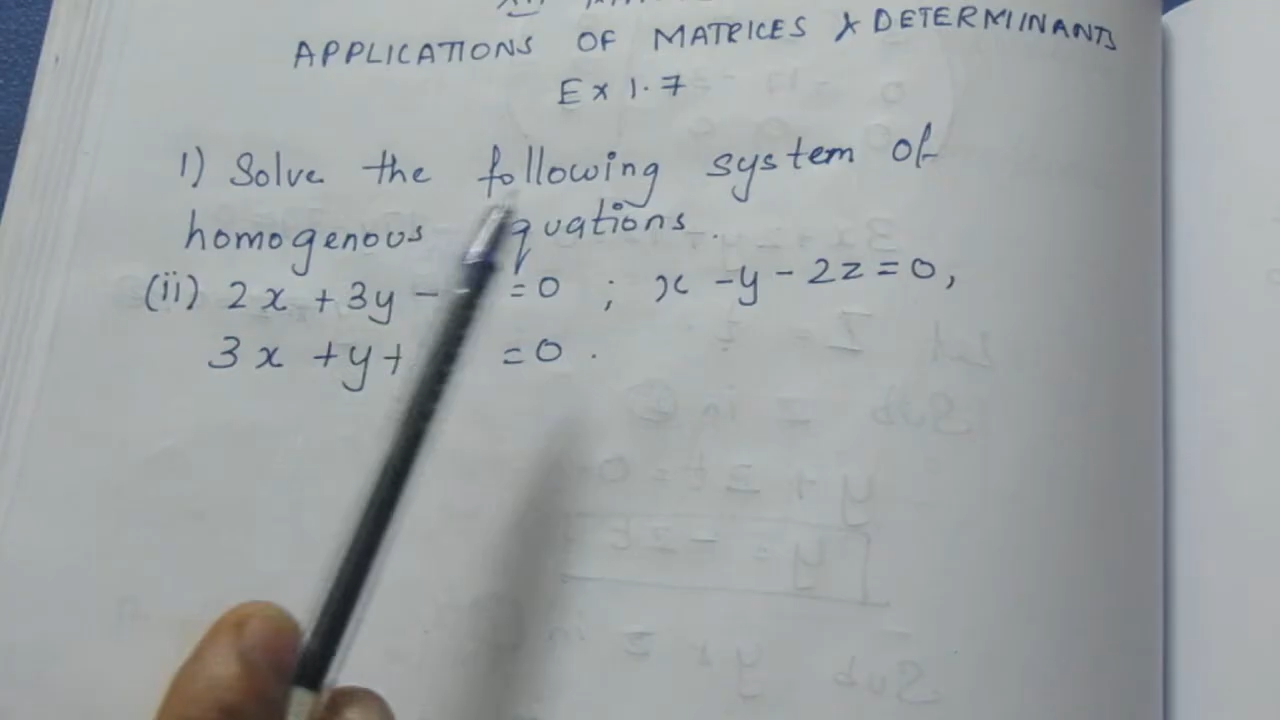 APPLICATIONS OF MATRICES & DETERMINANTS
Ex 1.7
1) Solve the following system of
homogenous quations.
(ii) 2x + 3y - =0 ; x -y - 2z = 0,
3x +y+ =0 .